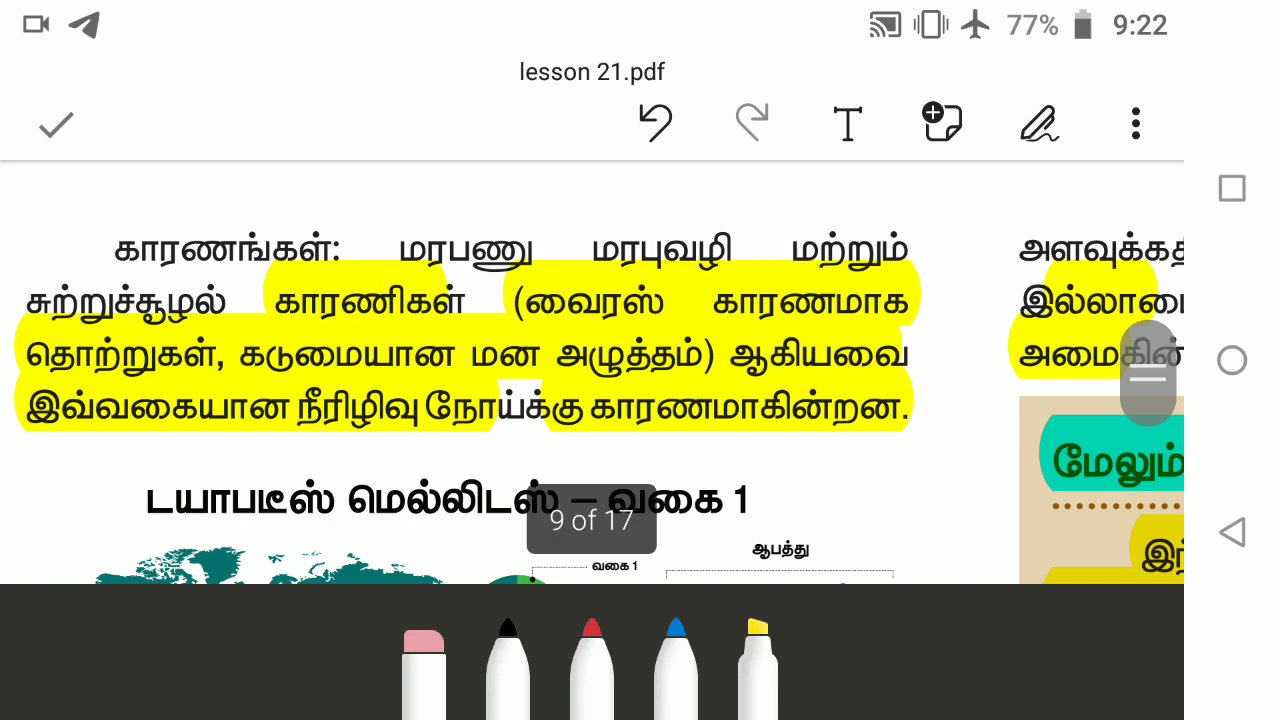 77% 9:22
lesson 21.pdf
காரணங்கள்: மரபணு மரபுவழி மற்றும்
சுற்றுச்சூழல் காரணிகள் (வைரஸ் காரணமாக
தொற்றுகள், கடுமையான மன அழுத்தம்) ஆகியவை
இவ்வகையான நீரிழிவு நோய்க்கு காரணமாகின்றன.
டயாபடீஸ் மெல்லிடஸ் – வகை 1
9 of 17
ஆபத்து
வகை 1
மேலும்